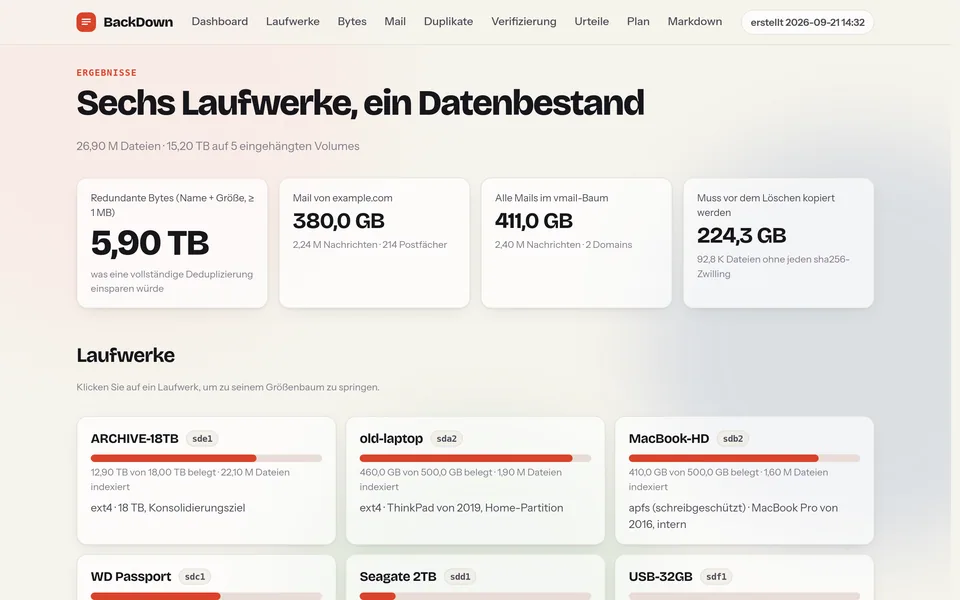 BackDown
Dashboard
Laufwerke
Bytes
Mail
Duplikate
Verifizierung
Urteile
Plan
Markdown
erstellt 2026-09-21 14:32
ERGEBNISSE
Sechs Laufwerke, ein Datenbestand
26,90 M Dateien · 15,20 TB auf 5 eingehängten Volumes
Redundante Bytes (Name + Größe, ≥
1 MB)
5,90 TB
was eine vollständige Deduplizierung
einsparen würde
Mail von example.com
380,0 GB
2,24 M Nachrichten · 214 Postfächer
Alle Mails im vmail-Baum
411,0 GB
2,40 M Nachrichten · 2 Domains
Muss vor dem Löschen kopiert
werden
224,3 GB
92,8 K Dateien ohne jeden sha256-
Zwilling
Laufwerke
Klicken Sie auf ein Laufwerk, um zu seinem Größenbaum zu springen.
ARCHIVE-18TB sde1
12,90 TB von 18,00 TB belegt · 22,10 M Dateien
indexiert
ext4 · 18 TB, Konsolidierungsziel
old-laptop sda2
460,0 GB von 500,0 GB belegt · 1,90 M Dateien
indexiert
ext4 · ThinkPad von 2019, Home-Partition
MacBook-HD sdb2
410,0 GB von 500,0 GB belegt · 1,60 M Dateien
indexiert
apfs (schreibgeschützt) · MacBook Pro von
2016, intern
WD Passport sdc1
Seagate 2TB sdd1
USB-32GB sdf1